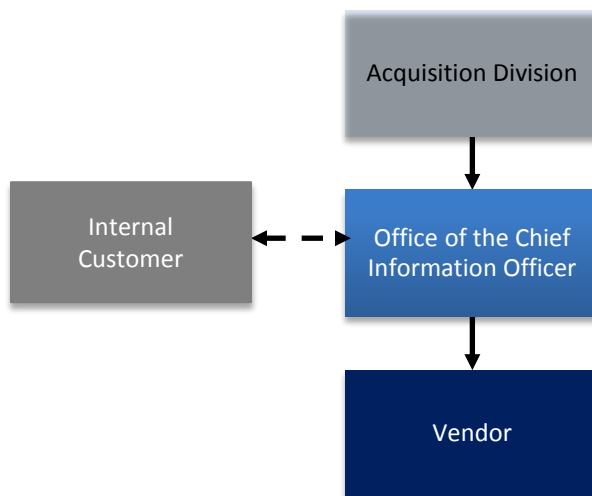 Acquisition Division
Internal
Customer
Office of the Chief
Information Officer
Vendor